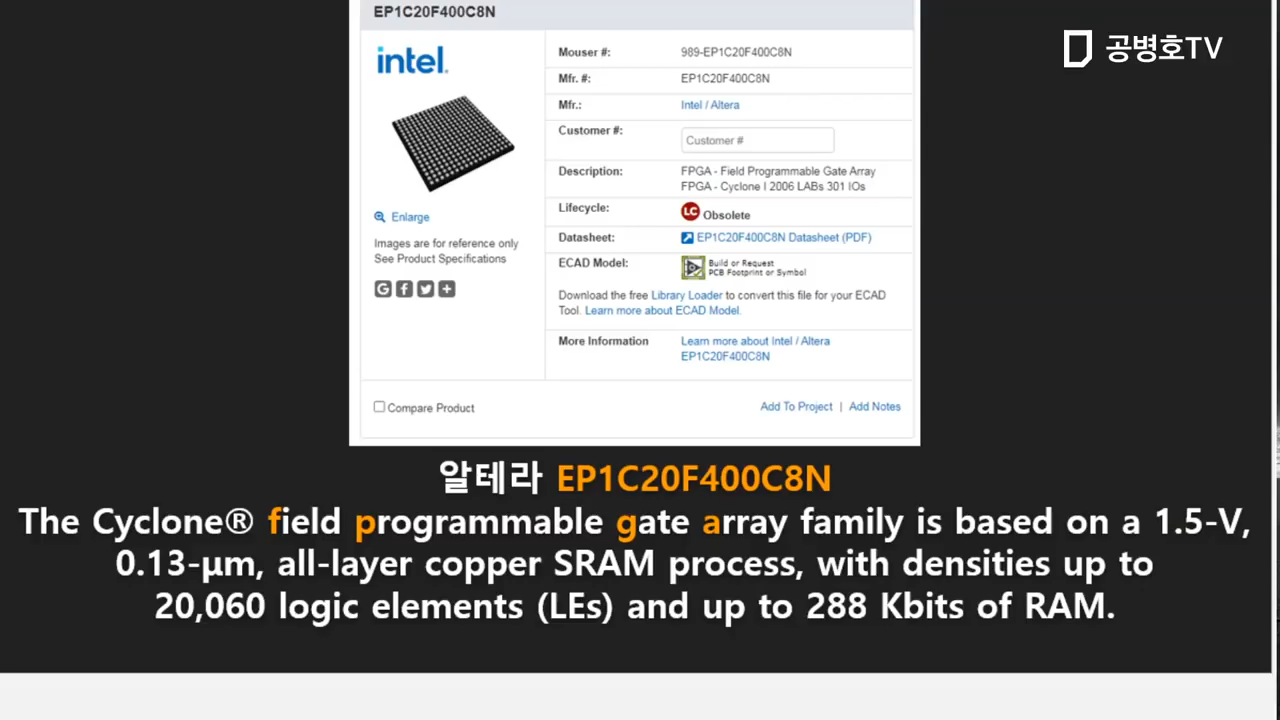 EP1C20F400C8N
공병호TV
intel.
Mouser #: 989-EP1C20F400C8N
Mfr. #: EP1C20F400C8N
Mfr.: Intel / Altera
Customer #: Customer #
Description: FPGA - Field Programmable Gate Array
FPGA - Cyclone I 2006 LABs 301 IOs
Lifecycle: LC Obsolete
Enlarge
Datasheet: EP1C20F400C8N Datasheet (PDF)
Images are for reference only
See Product Specifications
ECAD Model: Build or Request
PCB Footprint or Symbol
Download the free Library Loader to convert this file for your ECAD
Tool. Learn more about ECAD Model.
More Information Learn more about Intel / Altera
EP1C20F400C8N
Compare Product
Add To Project | Add Notes
알테라 EP1C20F400C8N
The Cyclone® field programmable gate array family is based on a 1.5-V,
0.13-µm, all-layer copper SRAM process, with densities up to
20,060 logic elements (LEs) and up to 288 Kbits of RAM.